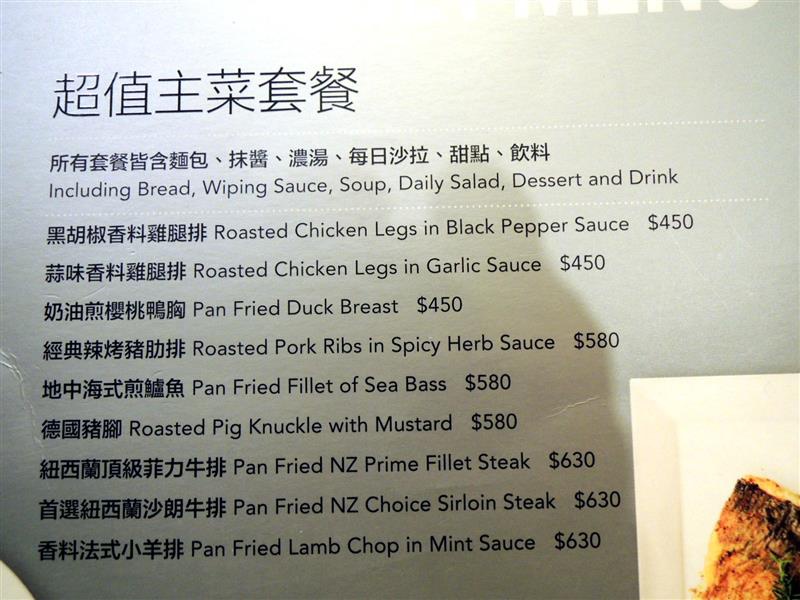 MENU
超值主菜套餐
所有套餐皆含麵包、抹醬、濃湯、每日沙拉、甜點、飲料
Including Bread, Wiping Sauce, Soup, Daily Salad, Dessert and Drink
黑胡椒香料雞腿排 Roasted Chicken Legs in Black Pepper Sauce $450
蒜味香料雞腿排 Roasted Chicken Legs in Garlic Sauce $450
奶油煎櫻桃鴨胸 Pan Fried Duck Breast $450
經典辣烤豬肋排 Roasted Pork Ribs in Spicy Herb Sauce $580
地中海式煎鱸魚 Pan Fried Fillet of Sea Bass $580
德國豬腳 Roasted Pig Knuckle with Mustard $580
紐西蘭頂級菲力牛排 Pan Fried NZ Prime Fillet Steak $630
首選紐西蘭沙朗牛排 Pan Fried NZ Choice Sirloin Steak $630
香料法式小羊排 Pan Fried Lamb Chop in Mint Sauce $630